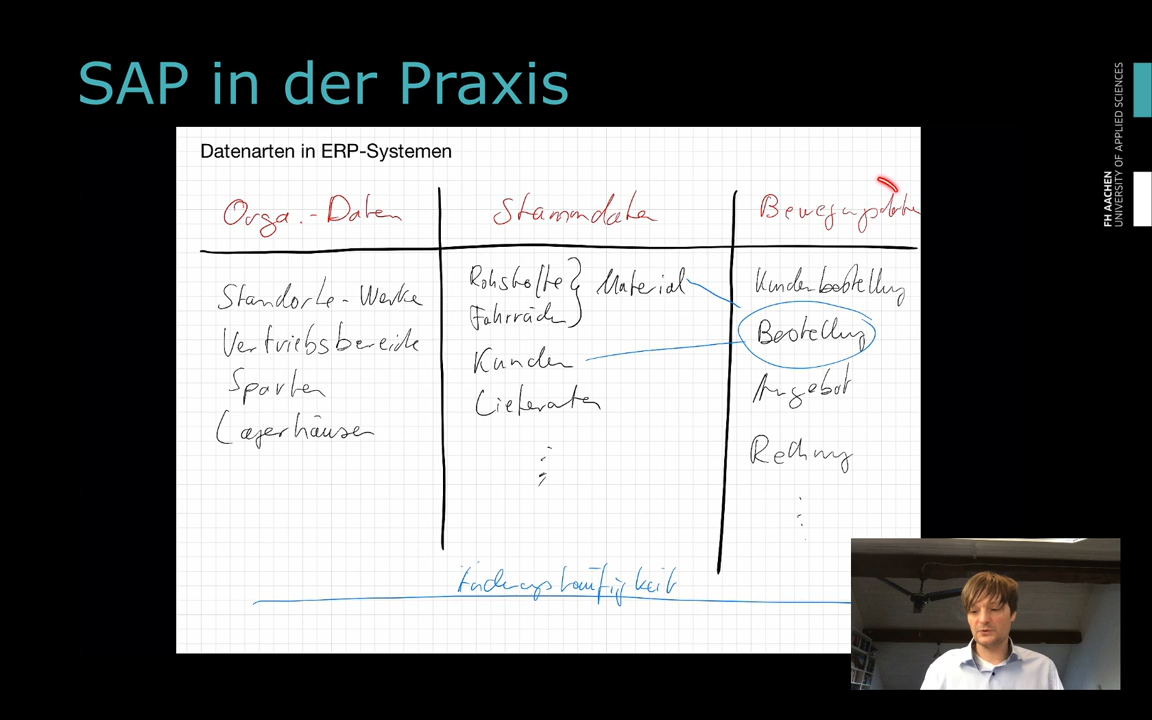 SAP in der Praxis
FH AACHEN
UNIVERSITY OF APPLIED SCIENCES
Datenarten in ERP-Systemen
Orga.-Daten
Standorte - Werke
Vertriebsbereiche
Sparten
Lagerhäuser
Stammdaten
Rohstoffe } Material
Fahrräder
Kunden
Lieferanten
Bewegungsdaten
Kundenbestellung
Bestellung
Angebot
Rechnung
Änderungshäufigkeit